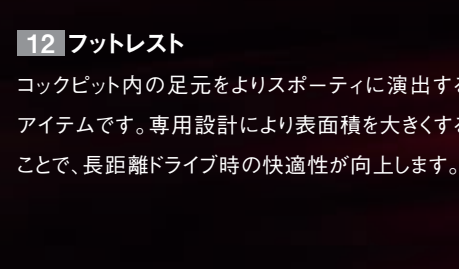 12 フットレスト
コックピット内の足元をよりスポーティに演出する
アイテムです。専用設計により表面積を大きくする
ことで、長距離ドライブ時の快適性が向上します。